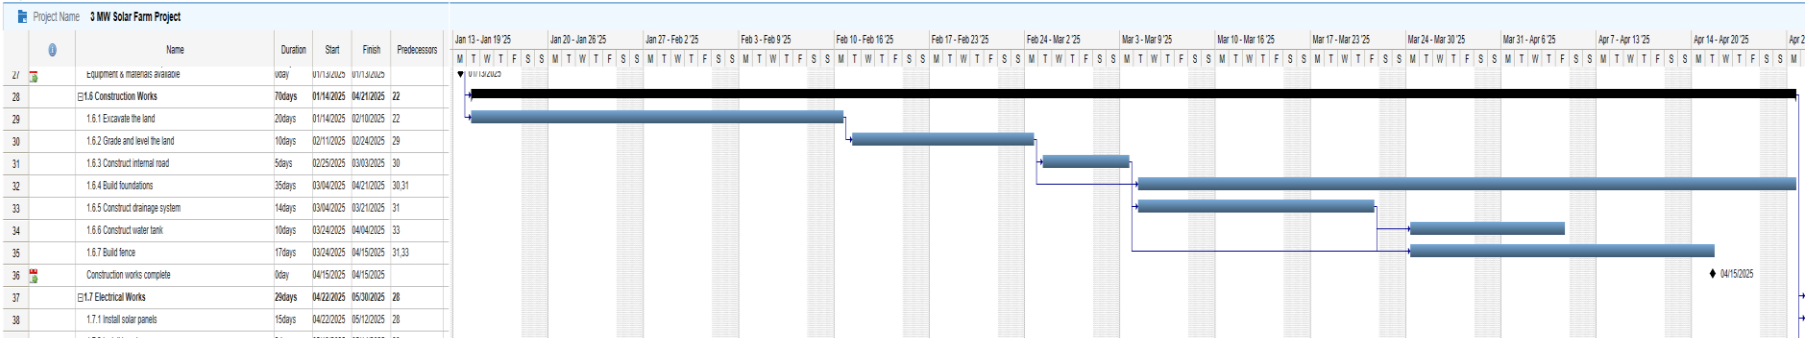 Project Name 3 MW Solar Farm Project
Name Duration Start Finish Predecessors
Jan 13 - Jan 19 '25 Jan 20 - Jan 26 '25 Jan 27 - Feb 2 '25 Feb 3 - Feb 9 '25 Feb 10 - Feb 16 '25 Feb 17 - Feb 23 '25 Feb 24 - Mar 2 '25 Mar 3 - Mar 9 '25 Mar 10 - Mar 16 '25 Mar 17 - Mar 23 '25 Mar 24 - Mar 30 '25 Mar 31 - Apr 6 '25 Apr 7 - Apr 13 '25 Apr 14 - Apr 20 '25 Apr 2
M T W T F S S M T W T F S S M T W T F S S M T W T F S S M T W T F S S M T W T F S S M T W T F S S M T W T F S S M T W T F S S M T W T F S S M T W T F S S M T W T F S S M T W T F S S M T W T F S S M
27 Equipment & materials available 0day 01/13/2025 01/13/2025 01/13/2025
28 1.6 Construction Works 70days 01/14/2025 04/21/2025 22
29 1.6.1 Excavate the land 20days 01/14/2025 02/10/2025 22
30 1.6.2 Grade and level the land 10days 02/11/2025 02/24/2025 29
31 1.6.3 Construct internal road 5days 02/25/2025 03/03/2025 30
32 1.6.4 Build foundations 35days 03/04/2025 04/21/2025 30,31
33 1.6.5 Construct drainage system 14days 03/04/2025 03/21/2025 31
34 1.6.6 Construct water tank 10days 03/24/2025 04/04/2025 33
35 1.6.7 Build fence 17days 03/24/2025 04/15/2025 31,33
36 Construction works complete 0day 04/15/2025 04/15/2025 04/15/2025
37 1.7 Electrical Works 29days 04/22/2025 05/30/2025 28
38 1.7.1 Install solar panels 15days 04/22/2025 05/12/2025 28